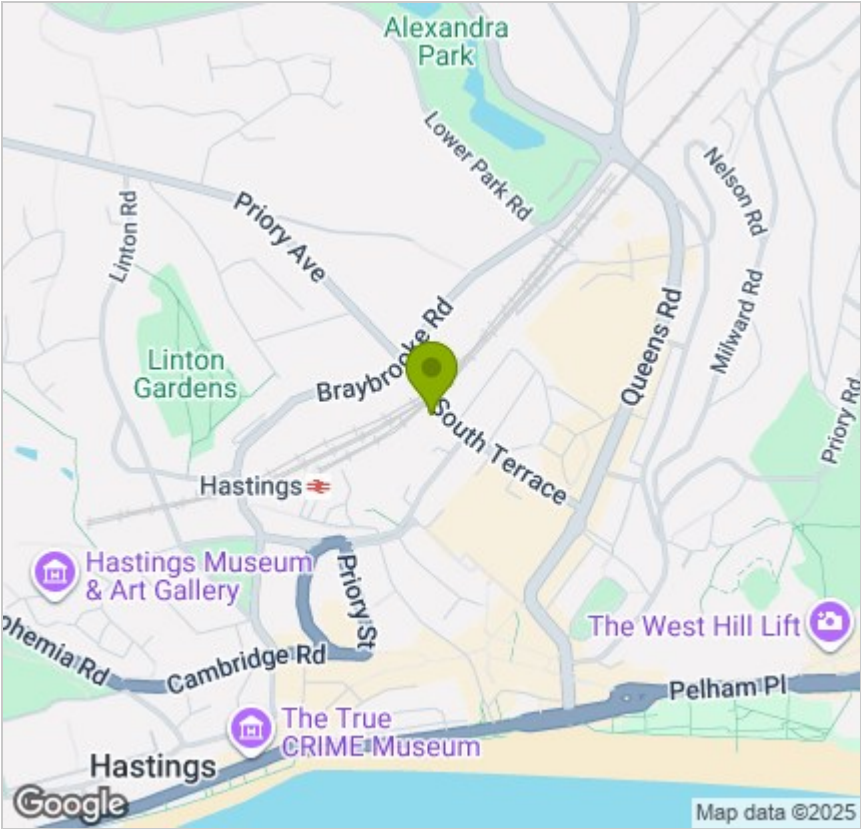 Alexandra
Park
Lower Park Rd
Nelson Rd
Linton Rd
Priory Ave
Milward Rd
Queens Rd
Braybrooke Rd
Linton
Gardens
Priory Rd
South Terrace
Hastings
Hastings Museum
& Art Gallery
Priory St
The West Hill Lift
ohemia Rd
Cambridge Rd
Pelham Pl
The True
CRIME Museum
Hastings
Google
Map data ©2025